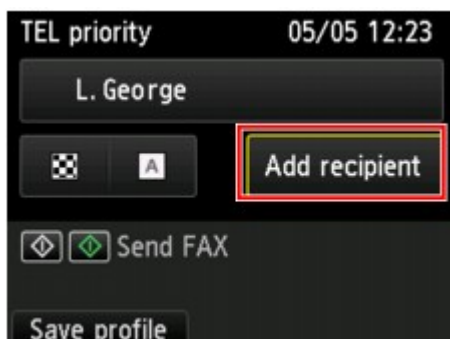 TEL priority 05/05 12:23
L. George
A Add recipient
Send FAX
Save profile